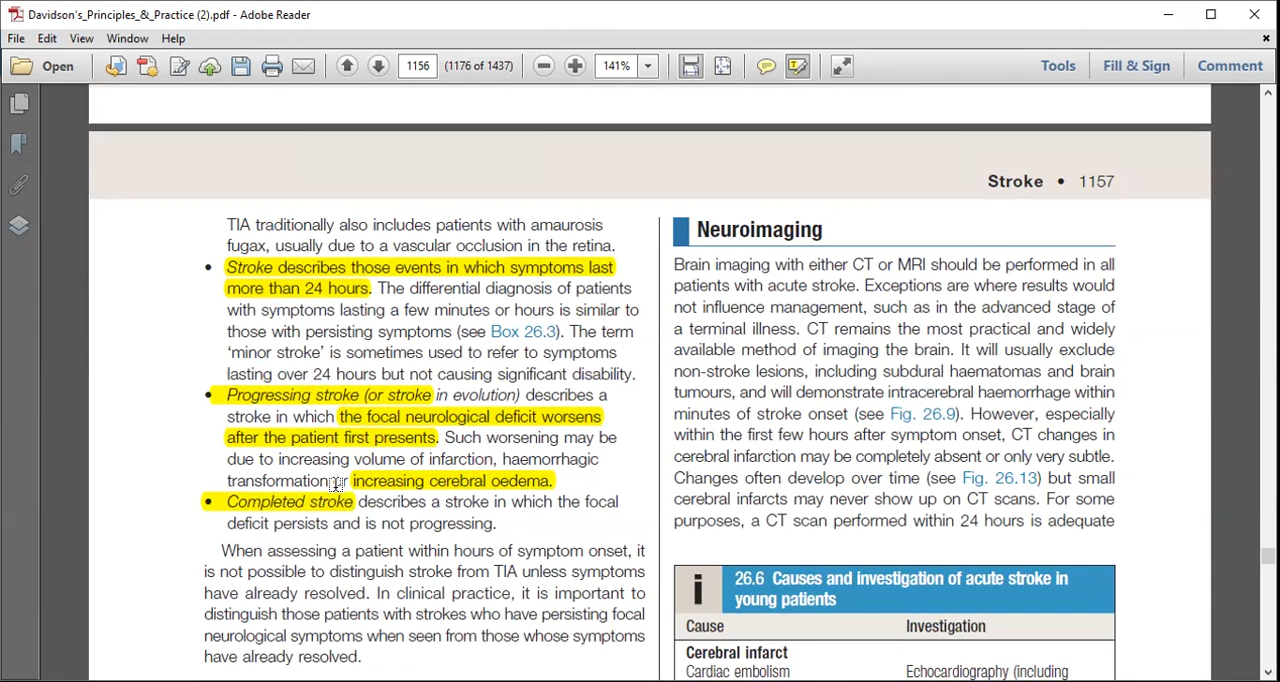 Davidson's_Principles_&_Practice (2).pdf - Adobe Reader
File Edit View Window Help
Open 1156 (1176 of 1437) 141% Tools Fill & Sign Comment
Stroke • 1157
TIA traditionally also includes patients with amaurosis
fugax, usually due to a vascular occlusion in the retina.
• Stroke describes those events in which symptoms last
more than 24 hours. The differential diagnosis of patients
with symptoms lasting a few minutes or hours is similar to
those with persisting symptoms (see Box 26.3). The term
‘minor stroke’ is sometimes used to refer to symptoms
lasting over 24 hours but not causing significant disability.
• Progressing stroke (or stroke in evolution) describes a
stroke in which the focal neurological deficit worsens
after the patient first presents. Such worsening may be
due to increasing volume of infarction, haemorrhagic
transformation or increasing cerebral oedema.
• Completed stroke describes a stroke in which the focal
deficit persists and is not progressing.
When assessing a patient within hours of symptom onset, it
is not possible to distinguish stroke from TIA unless symptoms
have already resolved. In clinical practice, it is important to
distinguish those patients with strokes who have persisting focal
neurological symptoms when seen from those whose symptoms
have already resolved.
Neuroimaging
Brain imaging with either CT or MRI should be performed in all
patients with acute stroke. Exceptions are where results would
not influence management, such as in the advanced stage of
a terminal illness. CT remains the most practical and widely
available method of imaging the brain. It will usually exclude
non-stroke lesions, including subdural haematomas and brain
tumours, and will demonstrate intracerebral haemorrhage within
minutes of stroke onset (see Fig. 26.9). However, especially
within the first few hours after symptom onset, CT changes in
cerebral infarction may be completely absent or only very subtle.
Changes often develop over time (see Fig. 26.13) but small
cerebral infarcts may never show up on CT scans. For some
purposes, a CT scan performed within 24 hours is adequate
i 26.6 Causes and investigation of acute stroke in
young patients
Cause Investigation
Cerebral infarct
Cardiac embolism Echocardiography (including